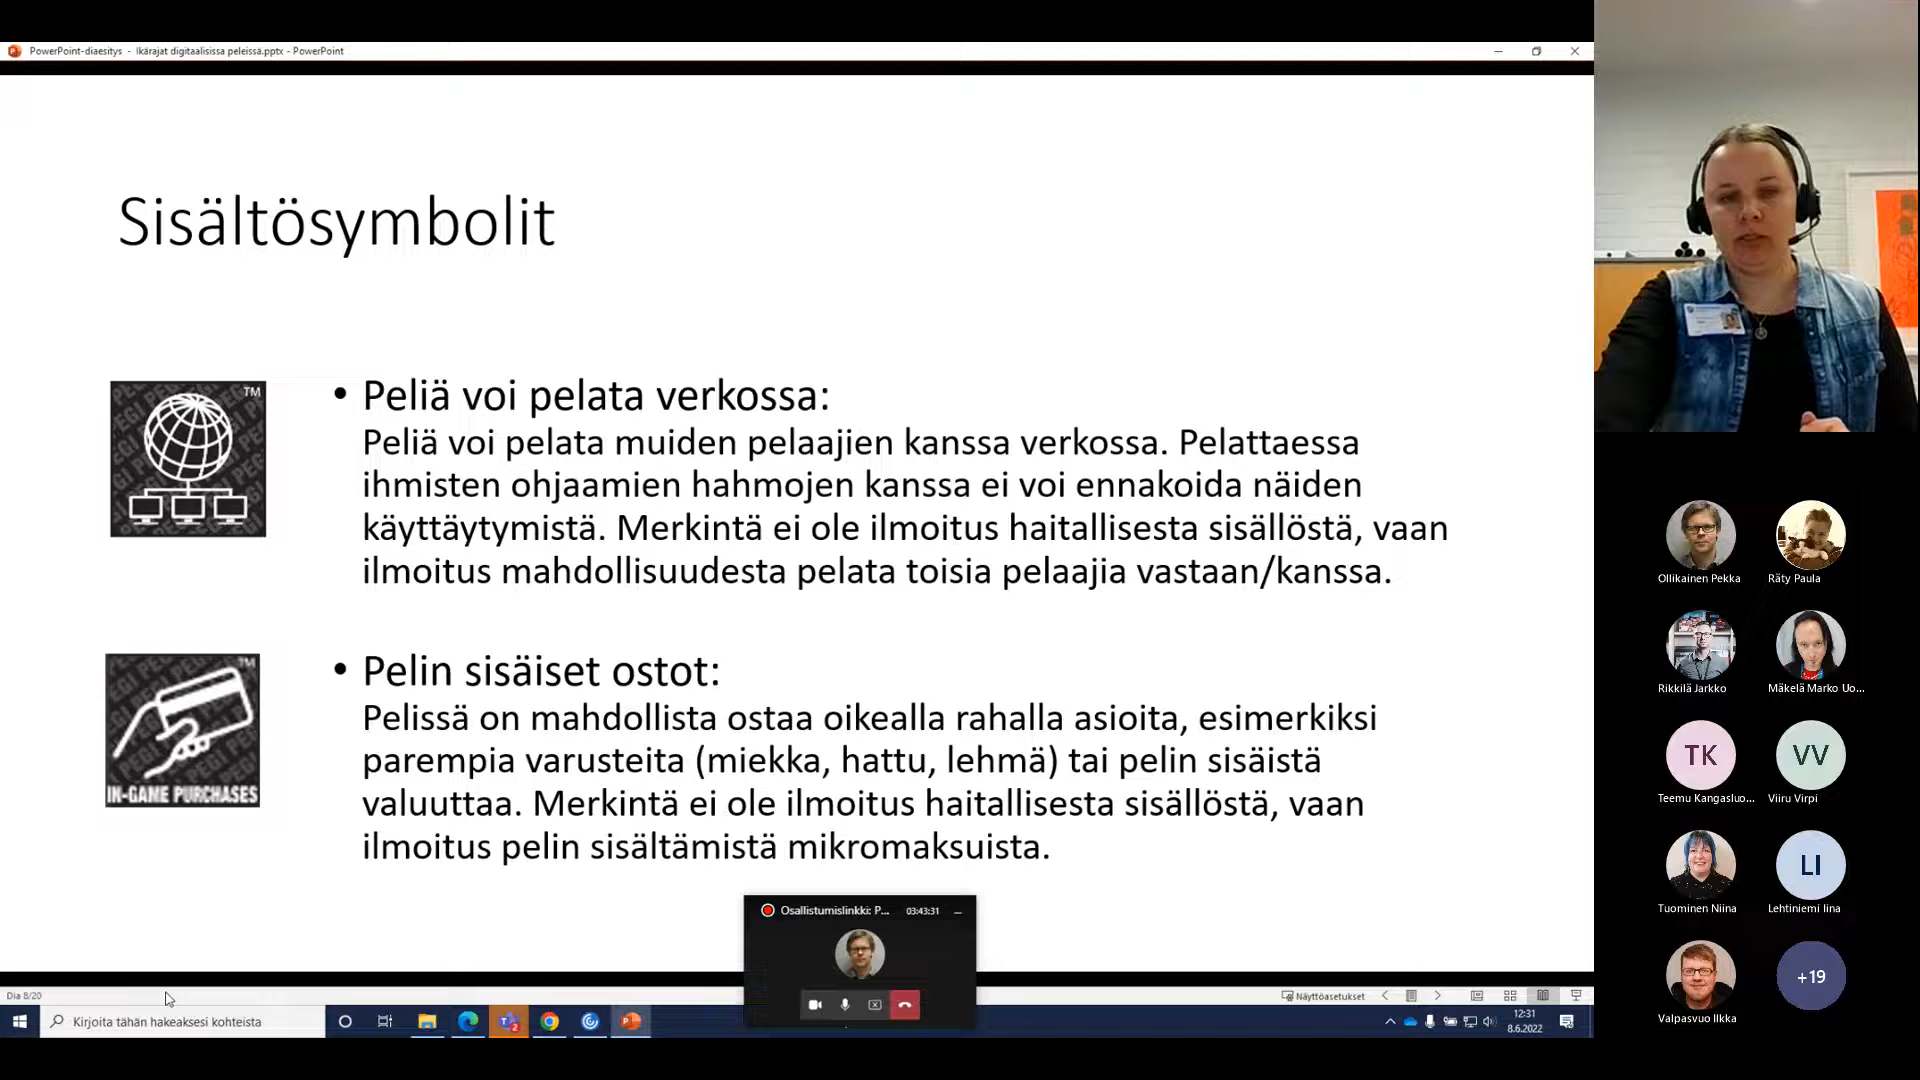 PowerPoint-diaesitys - Ikärajat digitaalisissa peleissä.pptx - PowerPoint
Sisältösymbolit
TM
• Peliä voi pelata verkossa:
Peliä voi pelata muiden pelaajien kanssa verkossa. Pelattaessa
ihmisten ohjaamien hahmojen kanssa ei voi ennakoida näiden
käyttäytymistä. Merkintä ei ole ilmoitus haitallisesta sisällöstä, vaan
ilmoitus mahdollisuudesta pelata toisia pelaajia vastaan/kanssa.
TM
IN-GAME PURCHASES
• Pelin sisäiset ostot:
Pelissä on mahdollista ostaa oikealla rahalla asioita, esimerkiksi
parempia varusteita (miekka, hattu, lehmä) tai pelin sisäistä
valuuttaa. Merkintä ei ole ilmoitus haitallisesta sisällöstä, vaan
ilmoitus pelin sisältämistä mikromaksuista.
Osallistumislinkki: P... 03:43:31
Dia 8/20
Näyttöasetukset
Kirjoita tähän hakeaksesi kohteista
12:31
8.6.2022
Ollikainen Pekka
Räty Paula
Rikkilä Jarkko
Mäkelä Marko Uo...
TK
VV
Teemu Kangasluo...
Viiru Virpi
LI
Tuominen Niina
Lehtiniemi Iina
+19
Valpasvuo Ilkka